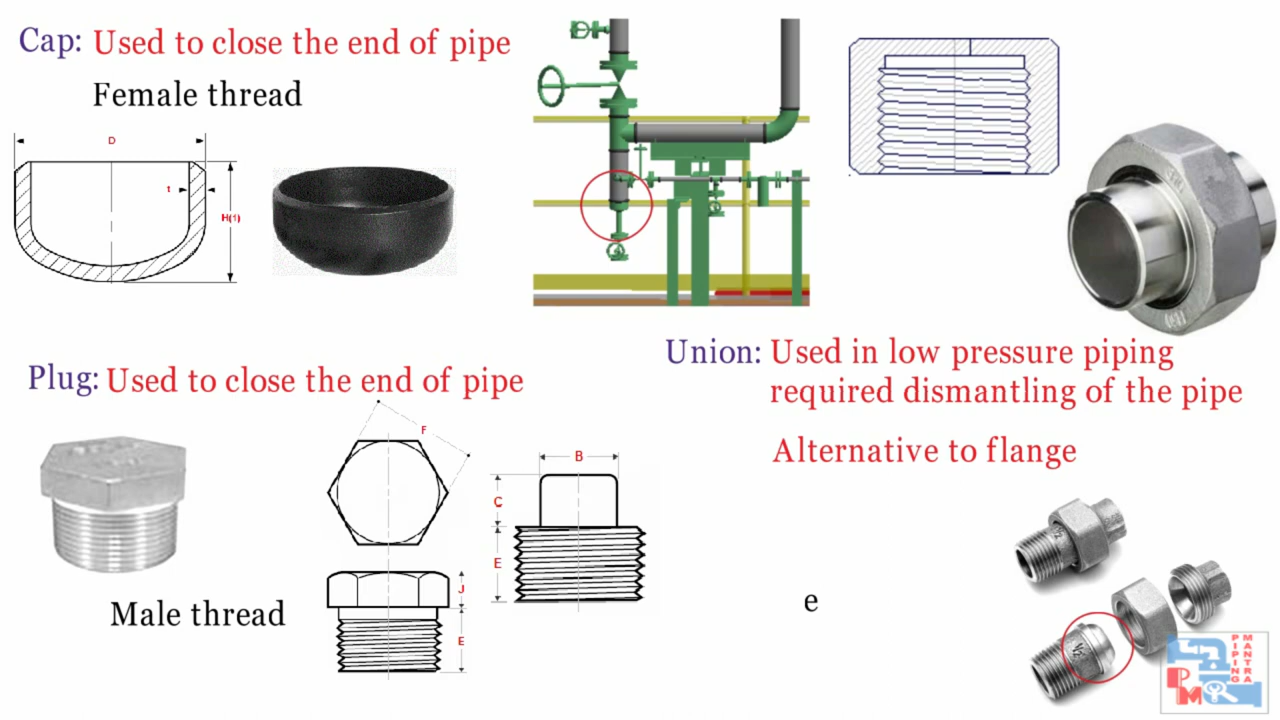 Cap: Used to close the end of pipe
Female thread
D
t
H(1)
Plug: Used to close the end of pipe
F
B
C
E
J
E
Male thread
Union: Used in low pressure piping
required dismantling of the pipe
Alternative to flange
e
PIPING
MANTRA
PM